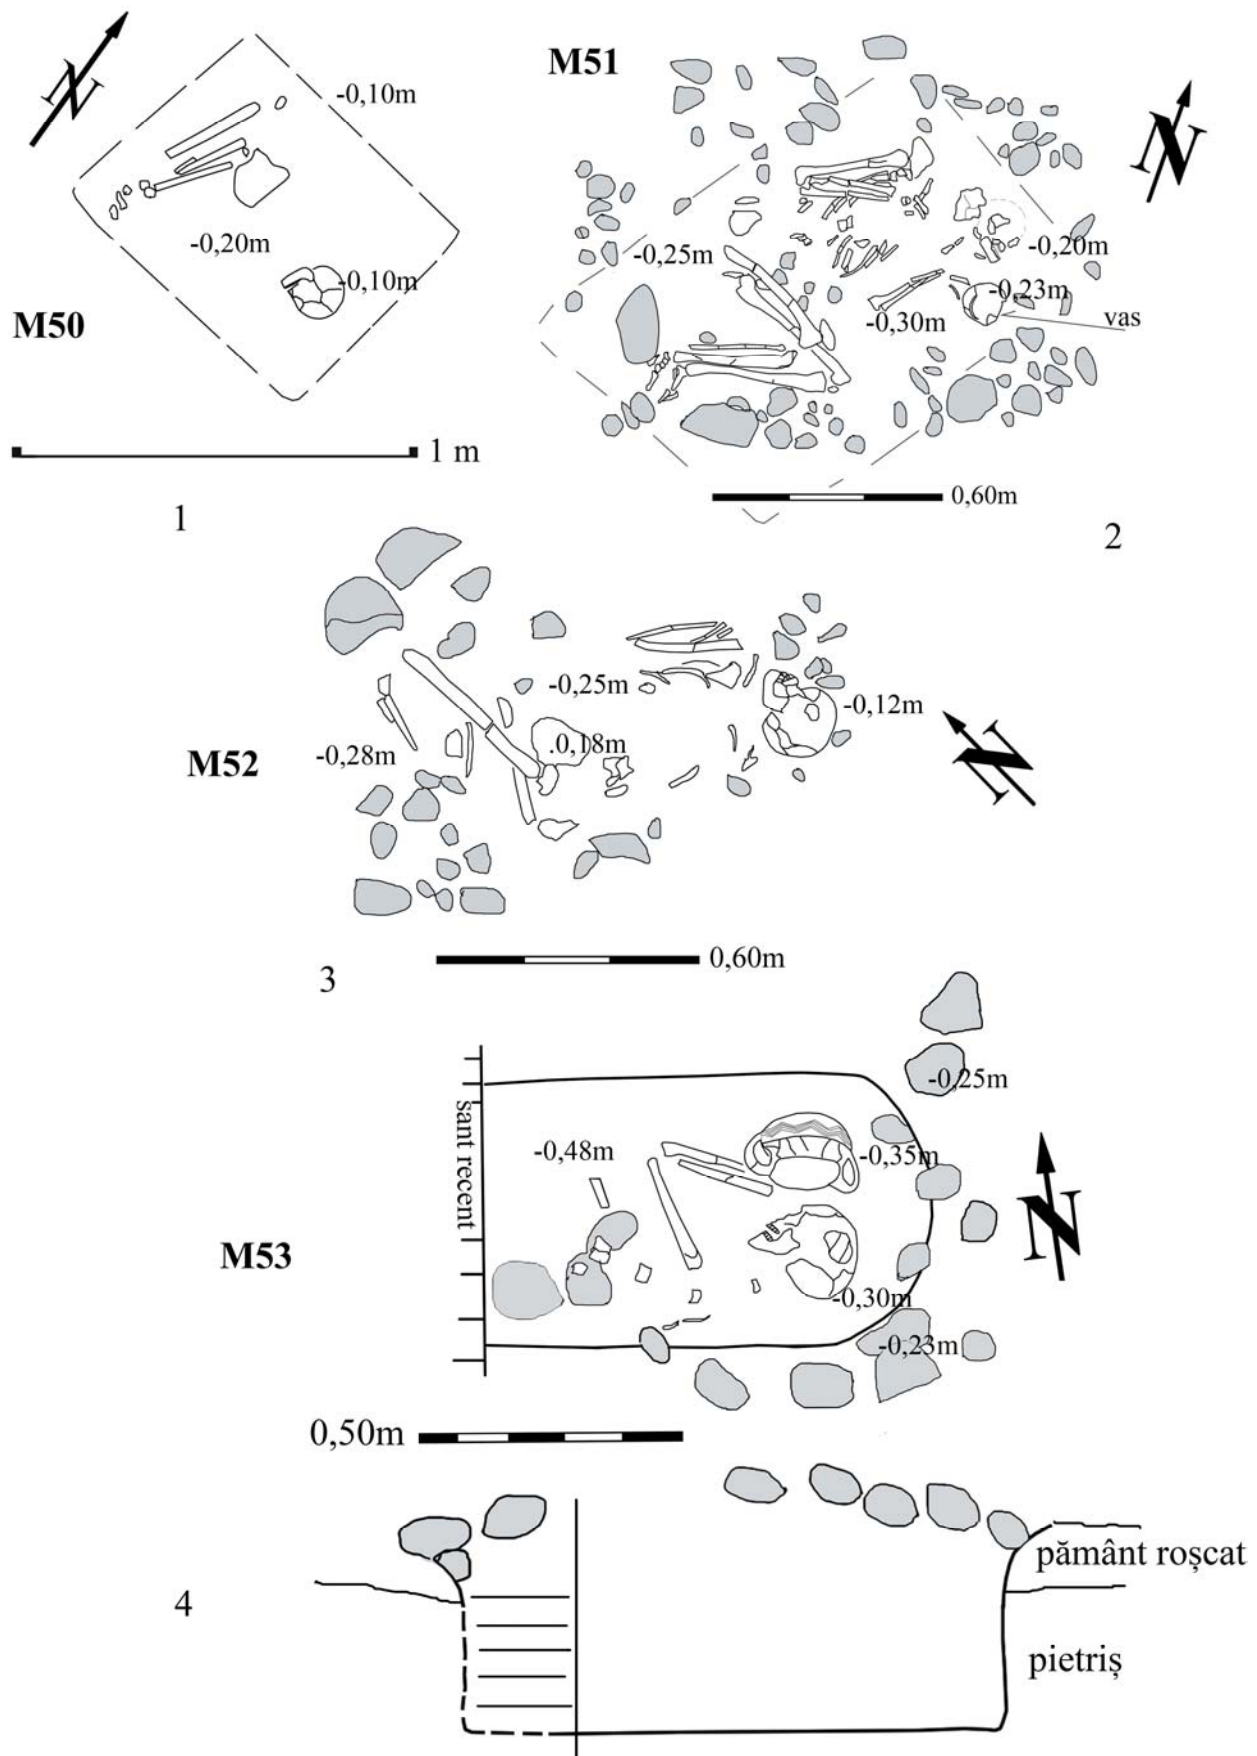 N
-0,10m
-0,20m
-0,10m
M50
1 m
1
M51
N
-0,25m
-0,20m
-0,23m
-0,30m
vas
0,60m
2
-0,25m
-0,12m
.0,18m
-0,28m
M52
N
0,60m
3
-0,25m
sant recent
-0,48m
-0,35m
N
M53
-0,30m
-0,23m
0,50m
pământ roșcat
4
pietriș